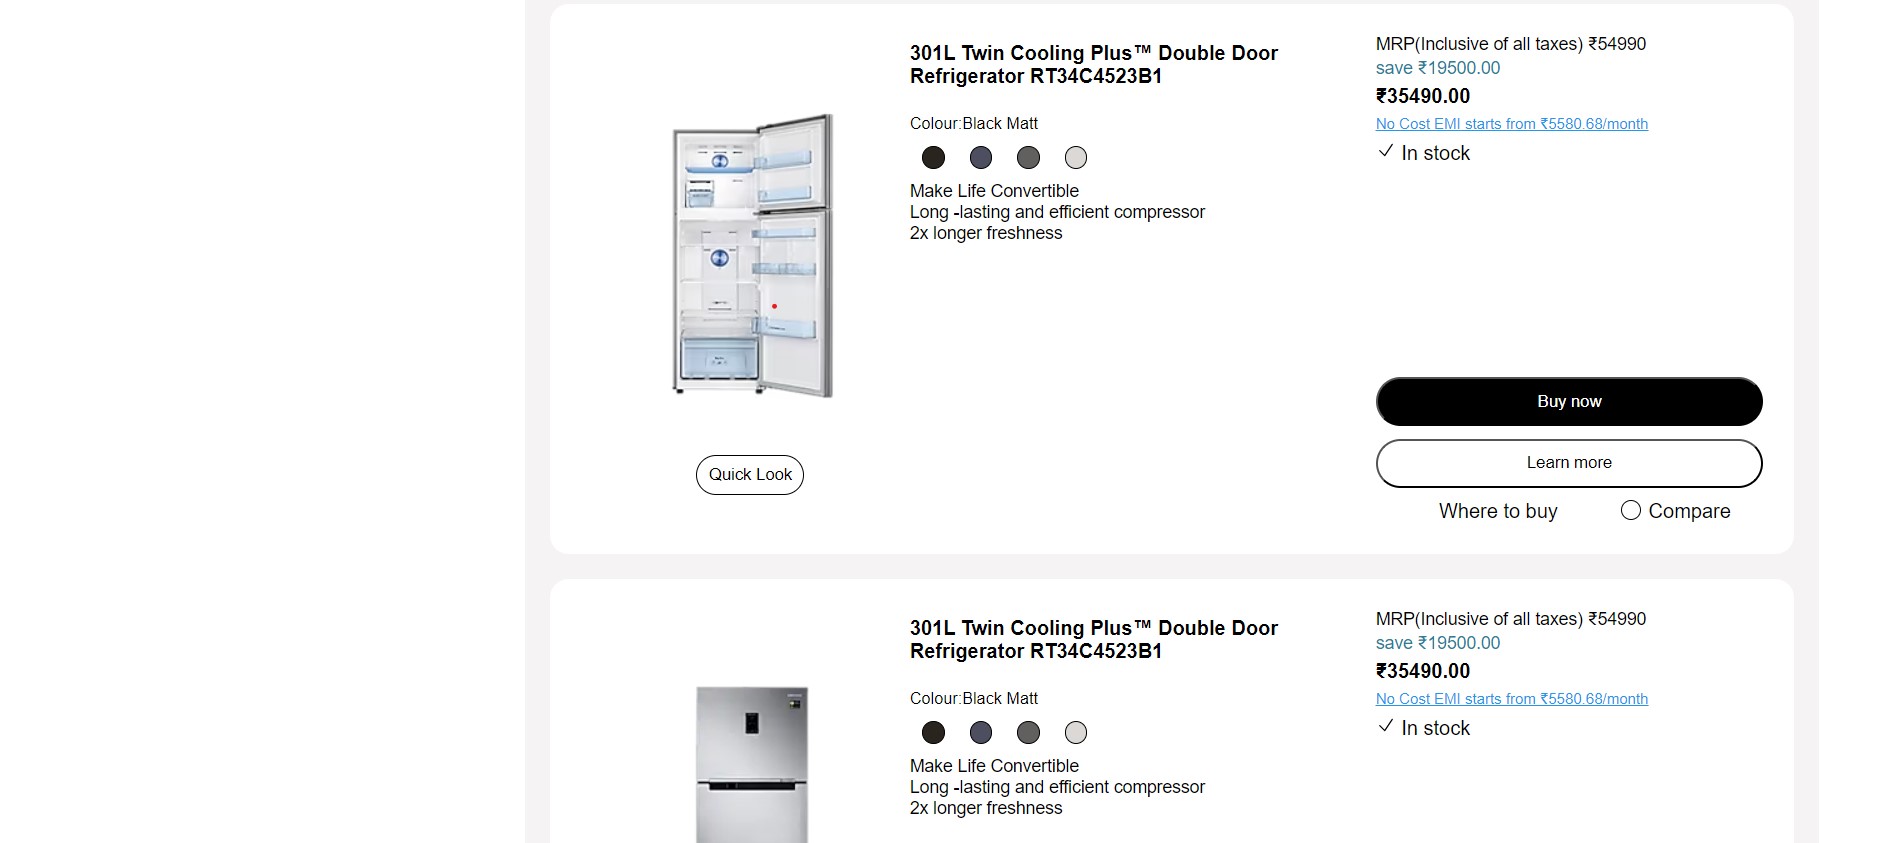 301L Twin Cooling Plus™ Double Door
Refrigerator RT34C4523B1
Colour:Black Matt
Make Life Convertible
Long -lasting and efficient compressor
2x longer freshness
Quick Look
MRP(Inclusive of all taxes) ₹54990
save ₹19500.00
₹35490.00
No Cost EMI starts from ₹5580.68/month
In stock
Buy now
Learn more
Where to buy
Compare
301L Twin Cooling Plus™ Double Door
Refrigerator RT34C4523B1
Colour:Black Matt
Make Life Convertible
Long -lasting and efficient compressor
2x longer freshness
MRP(Inclusive of all taxes) ₹54990
save ₹19500.00
₹35490.00
No Cost EMI starts from ₹5580.68/month
In stock